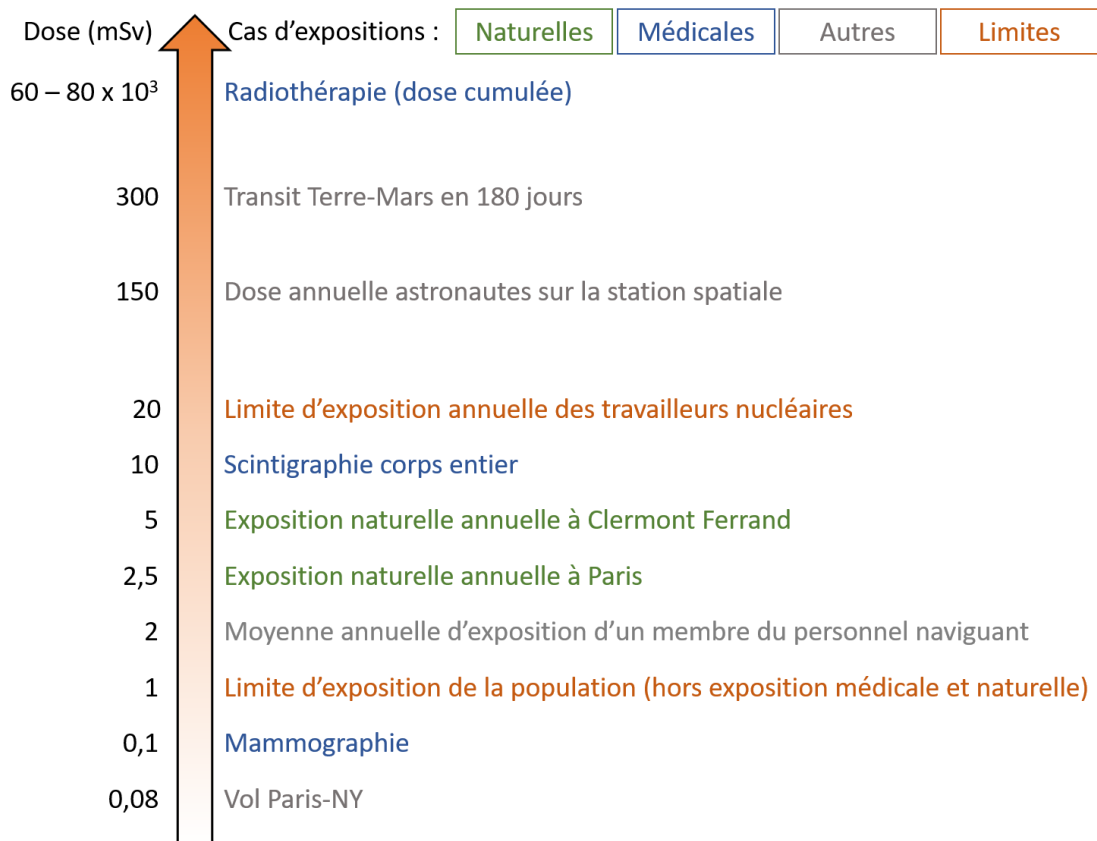 Dose (mSv) Cas d’expositions : Naturelles Médicales Autres Limites
60 – 80 x 10³ Radiothérapie (dose cumulée)
300 Transit Terre-Mars en 180 jours
150 Dose annuelle astronautes sur la station spatiale
20 Limite d’exposition annuelle des travailleurs nucléaires
10 Scintigraphie corps entier
5 Exposition naturelle annuelle à Clermont Ferrand
2,5 Exposition naturelle annuelle à Paris
2 Moyenne annuelle d’exposition d’un membre du personnel naviguant
1 Limite d’exposition de la population (hors exposition médicale et naturelle)
0,1 Mammographie
0,08 Vol Paris-NY